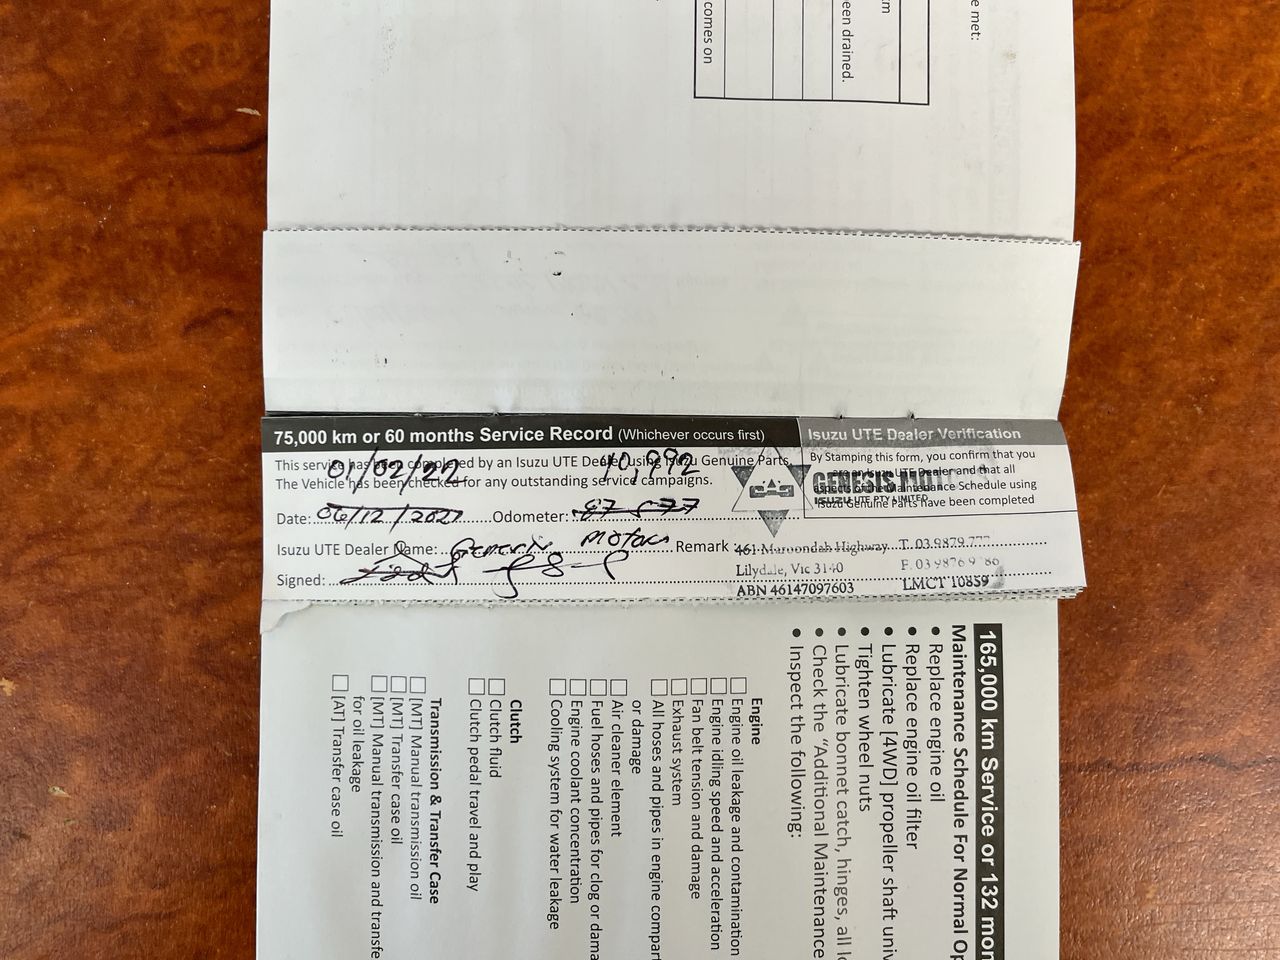 e met:
km
een drained.
comes on
75,000 km or 60 months Service Record (Whichever occurs first)
This service has been completed by an Isuzu UTE Dealer using Isuzu Genuine Parts.
The Vehicle has been checked for any outstanding service campaigns.
01/02/22
Date: 06/12/2021 Odometer:
Isuzu UTE Dealer Name: Genesis Motors Remark
Signed:
Isuzu UTE Dealer Verification
By Stamping this form, you confirm that you
are an Isuzu UTE Dealer and that all
aspects of the Maintenance Schedule using
Isuzu Genuine Parts have been completed
GENESIS
ISUZU UTE PTY LIMITED
461 Maroondah Highway T. 03 9879 777
Lilydale, Vic 3140
ABN 46147097603 LMCT 10859
165,000 km Service or 132 mon
Maintenance Schedule For Normal Op
• Replace engine oil
• Replace engine oil filter
• Lubricate [4WD] propeller shaft univ
• Tighten wheel nuts
• Lubricate bonnet catch, hinges, all lo
• Check the "Additional Maintenance
• Inspect the following:
Engine
Engine oil leakage and contamination
Engine idling speed and acceleration
Fan belt tension and damage
Exhaust system
All hoses and pipes in engine compar
or damage
Air cleaner element
Fuel hoses and pipes for clog or dama
Engine coolant concentration
Cooling system for water leakage
Clutch
Clutch fluid
Clutch pedal travel and play
Transmission & Transfer Case
[MT] Manual transmission oil
[MT] Transfer case oil
[MT] Manual transmission and transfe
for oil leakage
[AT] Transfer case oil